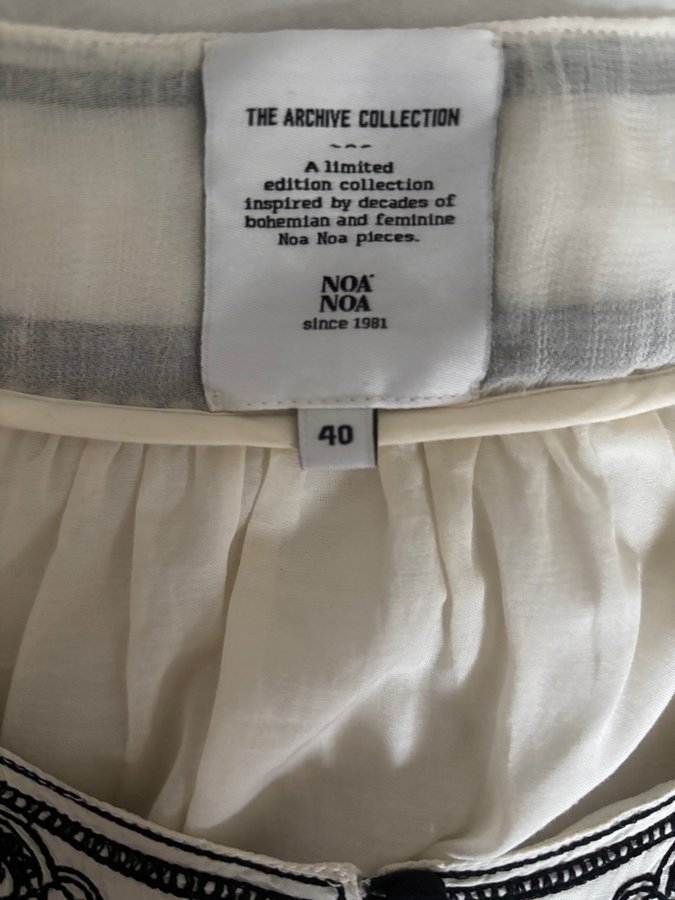 THE ARCHIVE COLLECTION
A limited
edition collection
inspired by decades of
bohemian and feminine
Noa Noa pieces.
NOA
NOA
since 1981
40